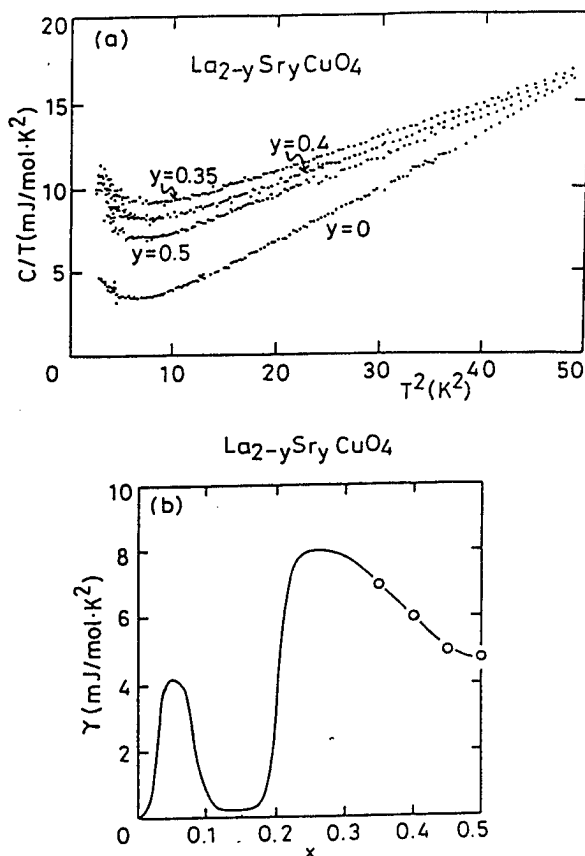 20
(a)
La2-ySryCuO4
15
y=0.35
y=0.4
10
C/T(mJ/mol·K2)
y=0.5
y=0
5
0
10
20
30
40
50
T2(K2)
La2-ySryCuO4
10
(b)
8
6
γ(mJ/mol·K2)
4
2
0
0.1
0.2
0.3
0.4
0.5
x